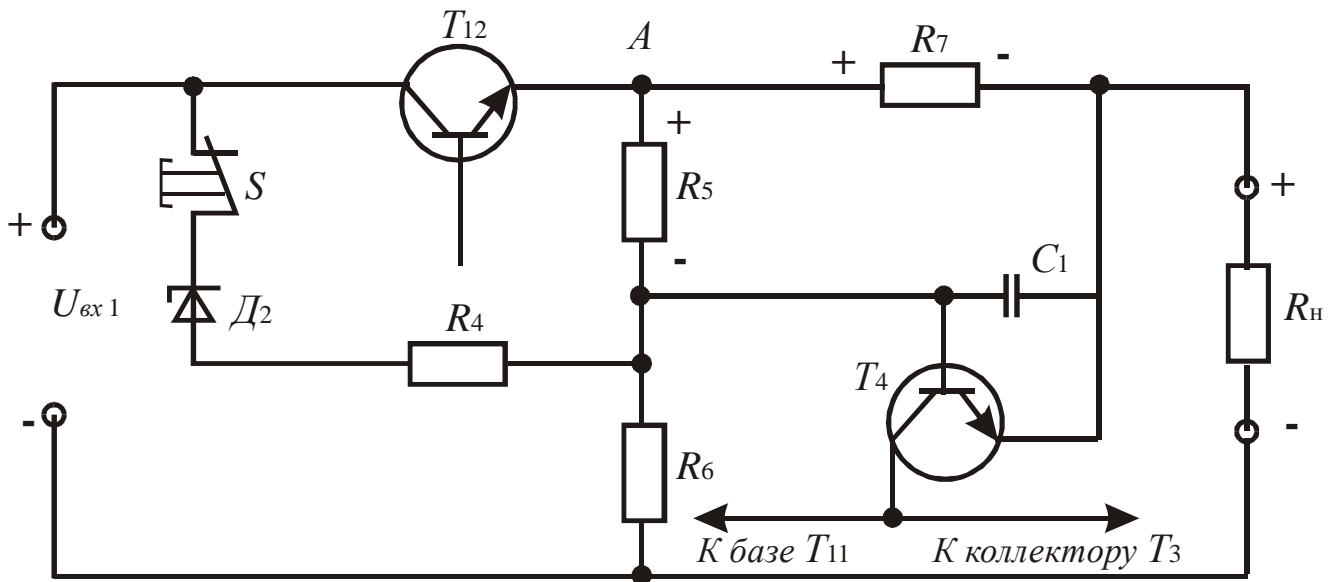 T12
A
R7
+
-
+
S
R5
+
+
-
C1
Uвх 1
Д2
R4
Rн
T4
-
-
R6
К базе T11
К коллектору T3